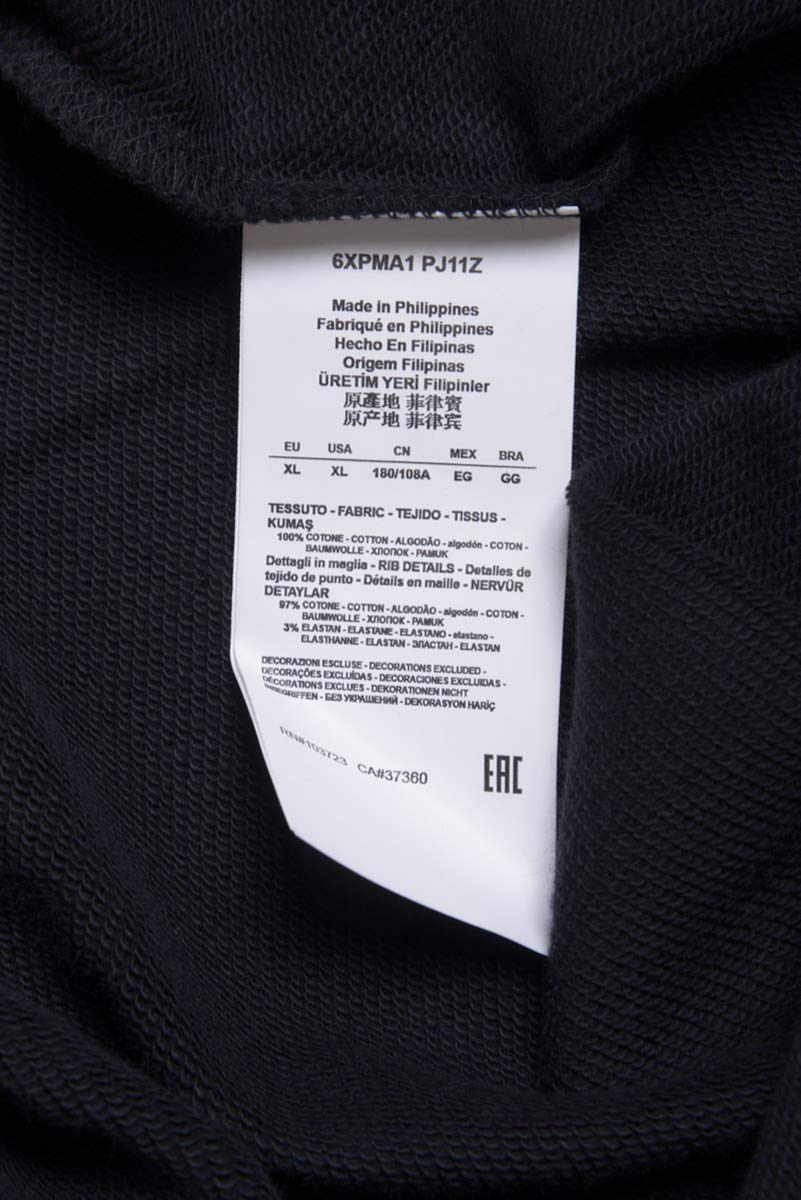 6XPMA1 PJ11Z
Made in Philippines
Fabriqué en Philippines
Hecho En Filipinas
Origem Filipinas
ÜRETİM YERİ Filipinler
原產地 菲律賓
原产地 菲律宾
EU USA CN MEX BRA
XL XL 180/108A EG GG
TESSUTO - FABRIC - TEJIDO - TISSUS -
KUMAŞ
100% COTONE - COTTON - ALGODÃO - algodón - COTON -
BAUMWOLLE - ХЛОПОК - PAMUK
Dettagli in maglia - RIB DETAILS - Detalles de
tejido de punto - Détails en maille - NERVÜR
DETAYLAR
97% COTONE - COTTON - ALGODÃO - algodón - COTON -
BAUMWOLLE - ХЛОПОК - PAMUK
3% ELASTAN - ELASTANE - ELASTANO - elastano -
ELASTHANNE - ELASTAN - ЭЛАСТАН - ELASTAN
DECORAZIONI ESCLUSE - DECORATIONS EXCLUDED -
DECORAÇÕES EXCLUÍDAS - DECORACIONES EXCLUIDAS -
DÉCORATIONS EXCLUES - DEKORATIONEN NICHT
INBEGRIFFEN - БЕЗ УКРАШЕНИЙ - DEKORASYON HARİÇ
RN#103723 CA#37360
EAC